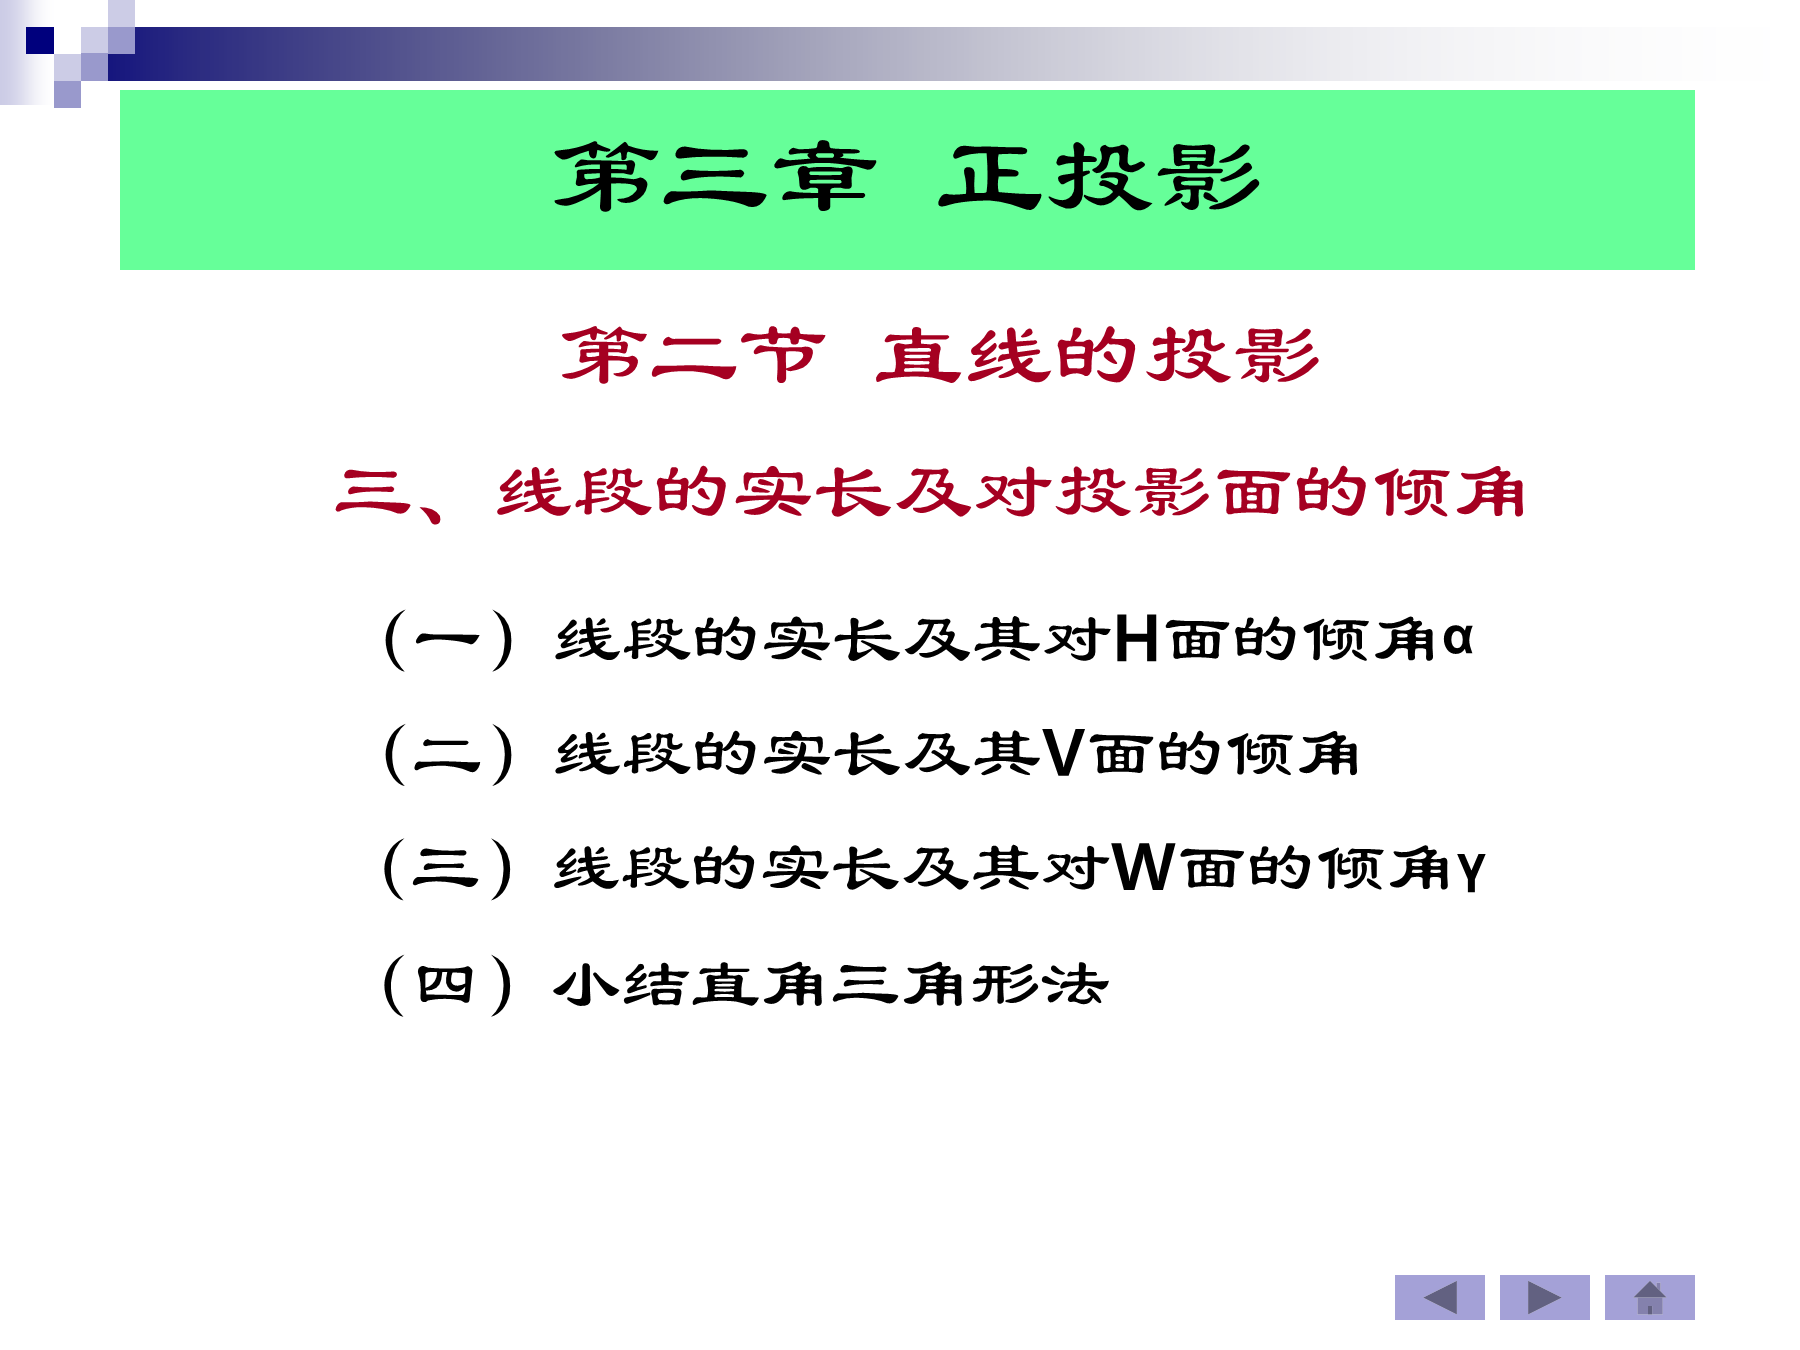 第三章 正投影
第二节 直线的投影
三、线段的实长及对投影面的倾角
（一）线段的实长及其对H面的倾角α
（二）线段的实长及其V面的倾角
（三）线段的实长及其对W面的倾角γ
（四）小结直角三角形法